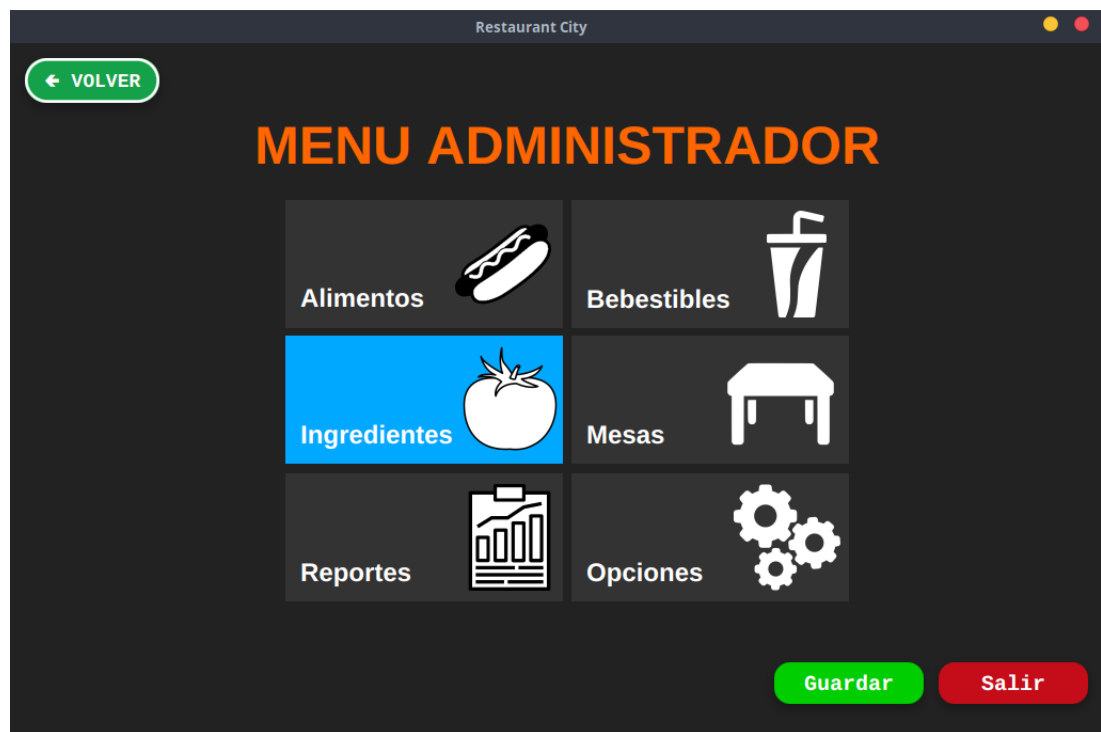 Restaurant City
VOLVER
MENU ADMINISTRADOR
Alimentos
Bebestibles
Ingredientes
Mesas
Reportes
Opciones
Guardar
Salir